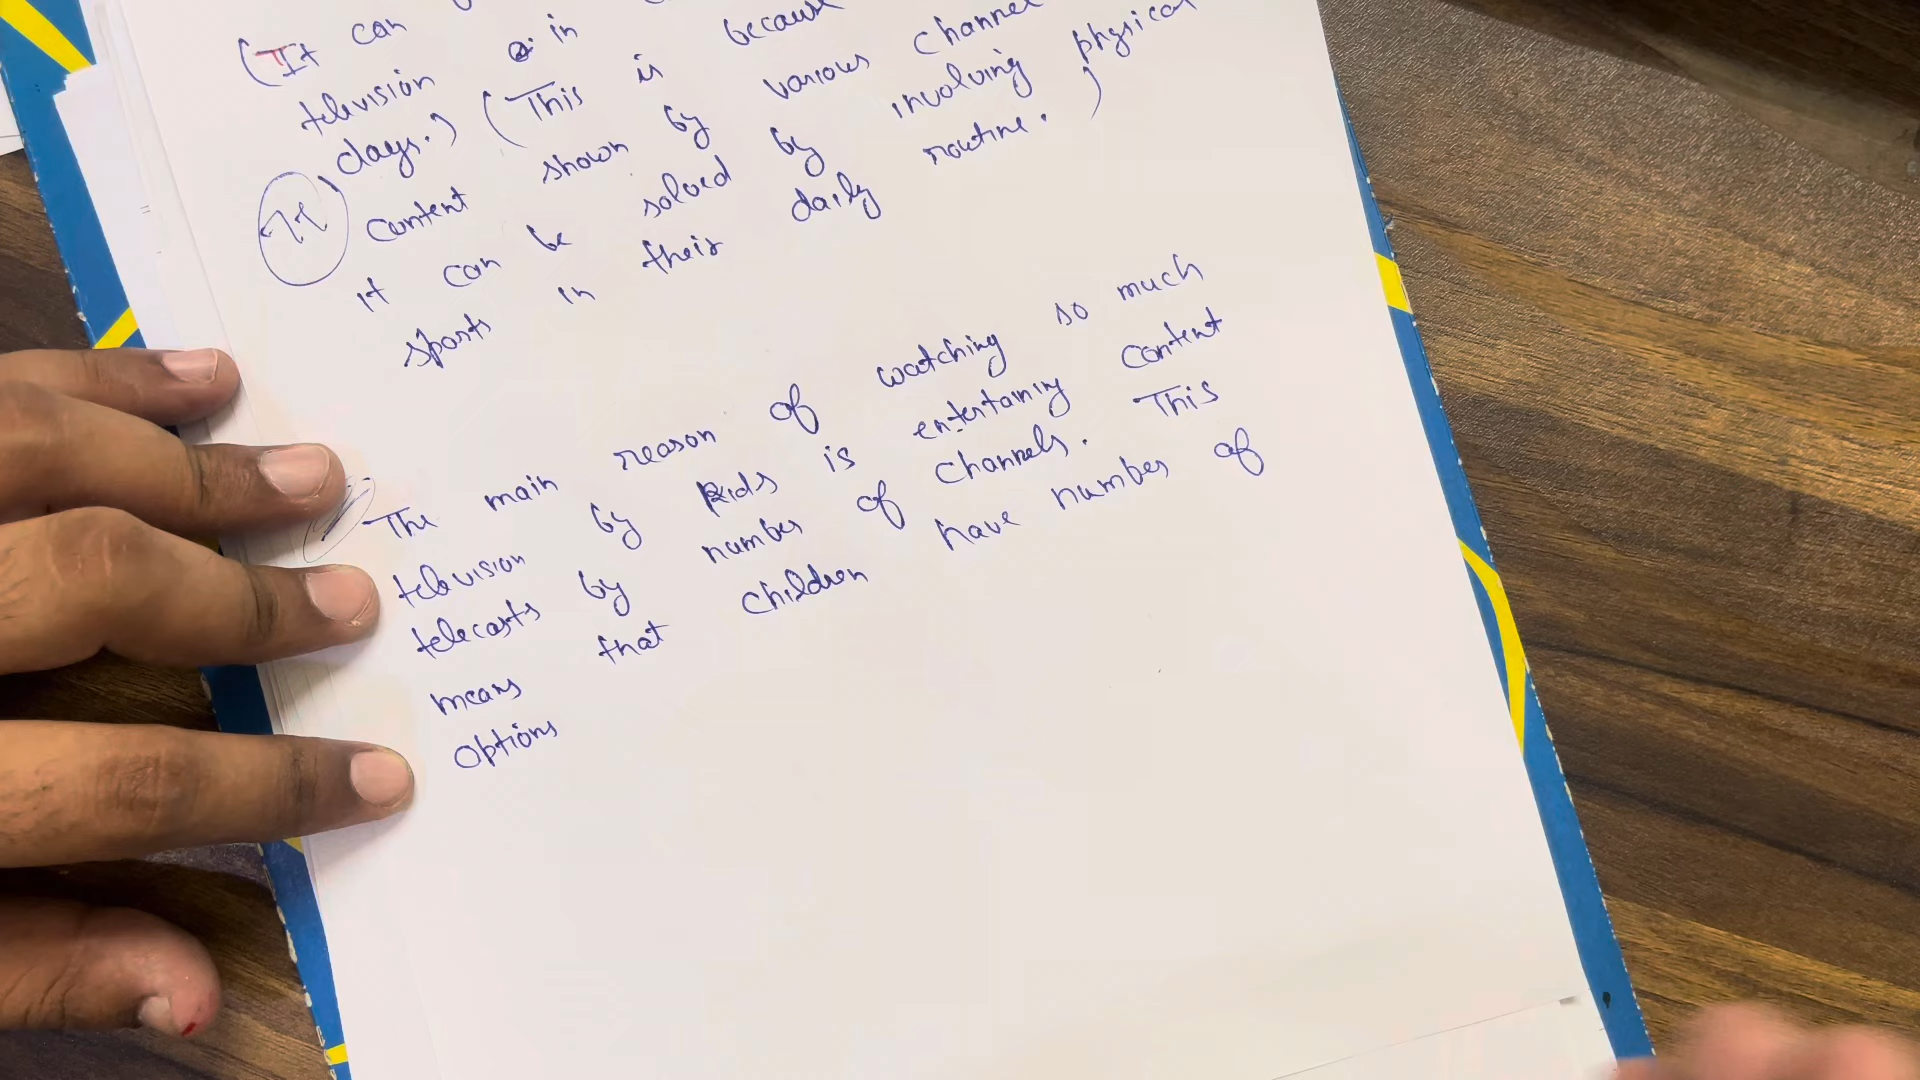 (It can
television in
days.) (This is because
content shown by various channel
it can be solved by involving physical
sports in their daily routine.)
The main reason of watching so much
television by kids is entertaining content
telecasts by number of channels. This
means that children have number of
options